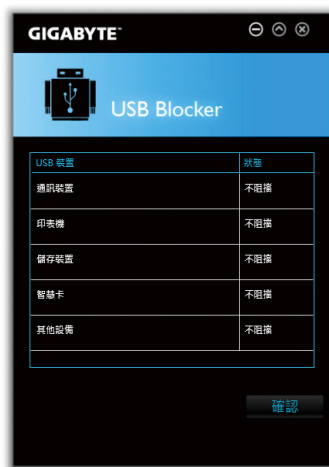 GIGABYTE™
USB Blocker
USB 裝置 狀態
通訊裝置 不阻擋
印表機 不阻擋
儲存裝置 不阻擋
智慧卡 不阻擋
其他設備 不阻擋
確認